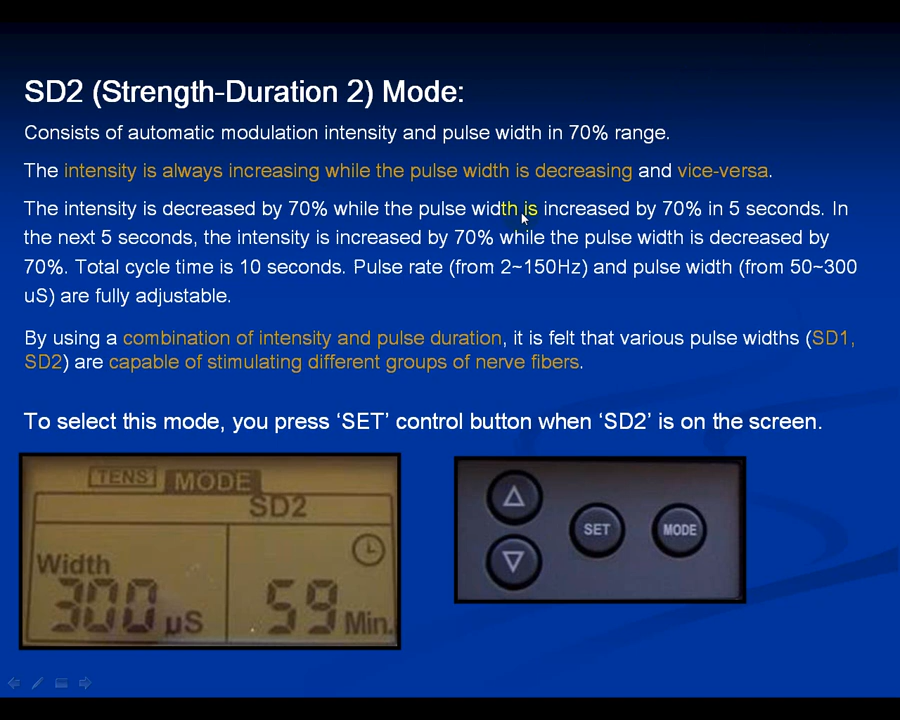 SD2 (Strength-Duration 2) Mode:
Consists of automatic modulation intensity and pulse width in 70% range.
The intensity is always increasing while the pulse width is decreasing and vice-versa.
The intensity is decreased by 70% while the pulse width is increased by 70% in 5 seconds. In
the next 5 seconds, the intensity is increased by 70% while the pulse width is decreased by
70%. Total cycle time is 10 seconds. Pulse rate (from 2~150Hz) and pulse width (from 50~300
uS) are fully adjustable.
By using a combination of intensity and pulse duration, it is felt that various pulse widths (SD1,
SD2) are capable of stimulating different groups of nerve fibers.
To select this mode, you press ‘SET’ control button when ‘SD2’ is on the screen.
TENS MODE
SD2
Width
300 µS
59 Min.
SET
MODE